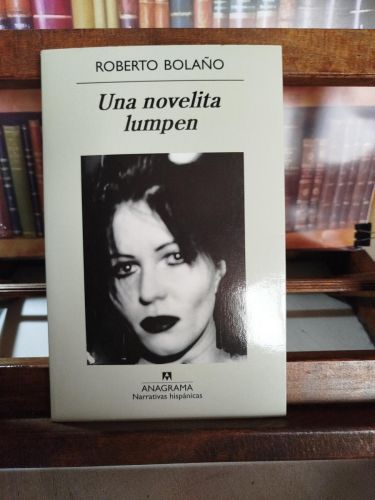 ROBERTO BOLAÑO
Una novelita
lumpen
ANAGRAMA
Narrativas hispánicas